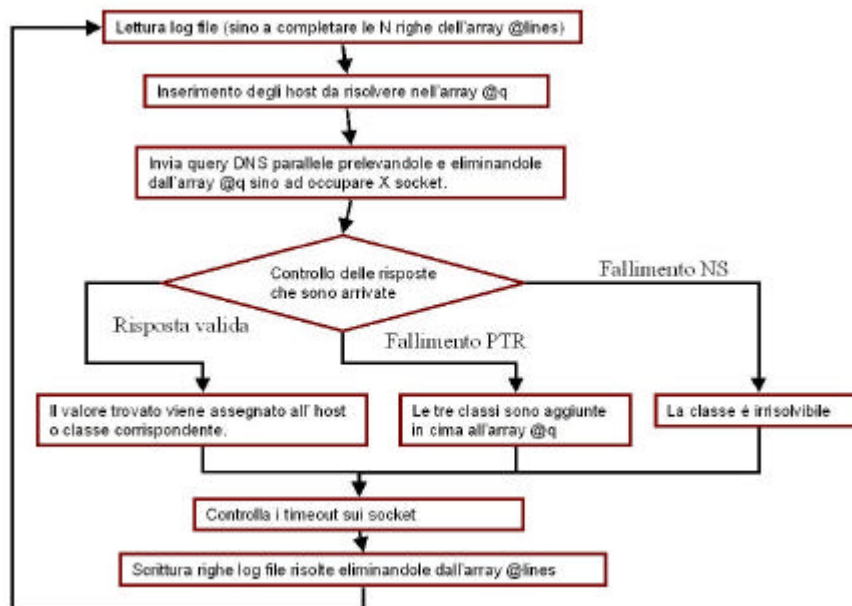 Lettura log file (sino a completare le N righe dell'array @lines)
Inserimento degli host da risolvere nell'array @q
Invia query DNS parallele prelevandole e eliminandole
dall'array @q sino ad occupare X socket.
Controllo delle risposte
che sono arrivate
Fallimento NS
Risposta valida
Fallimento PTR
Il valore trovato viene assegnato all' host
o classe corrispondente.
Le tre classi sono aggiunte
in cima all'array @q
La classe é irrisolvibile
Controlla i timeout sui socket
Scrittura righe log file risolte eliminandole dall'array @lines